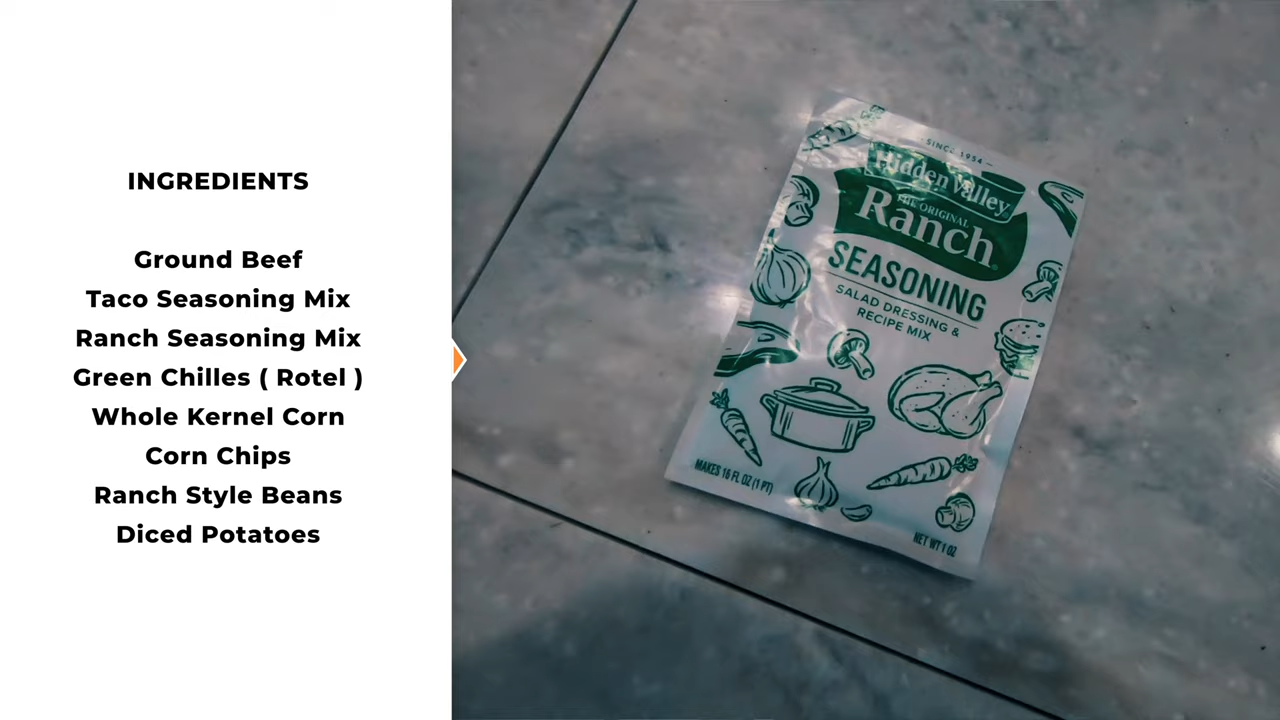 INGREDIENTS
Ground Beef
Taco Seasoning Mix
Ranch Seasoning Mix
Green Chilles ( Rotel )
Whole Kernel Corn
Corn Chips
Ranch Style Beans
Diced Potatoes
SINCE 1954
Hidden Valley
THE ORIGINAL
Ranch
SEASONING
SALAD DRESSING &
RECIPE MIX
MAKES 16 FL OZ (1 PT)
NET WT 1 OZ